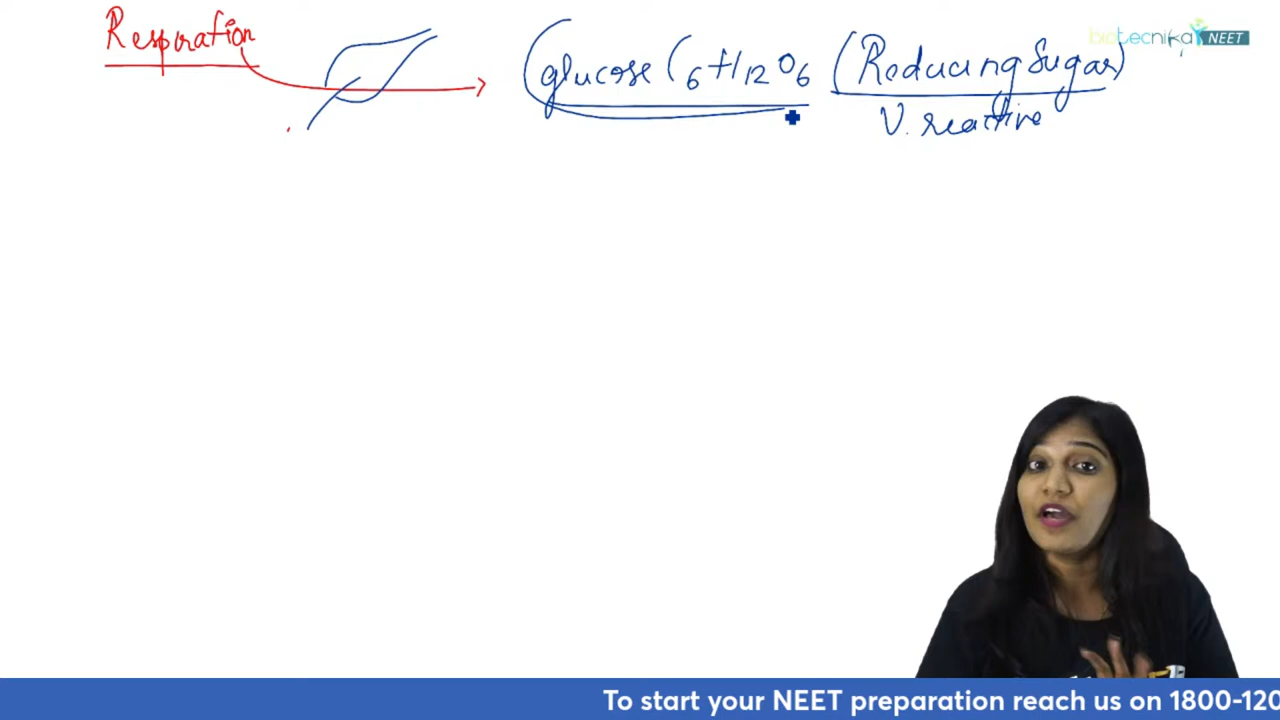 Respiration
glucose C6H12O6 (Reducing Sugar)
V. reactive
biotecnika NEET
To start your NEET preparation reach us on 1800-120